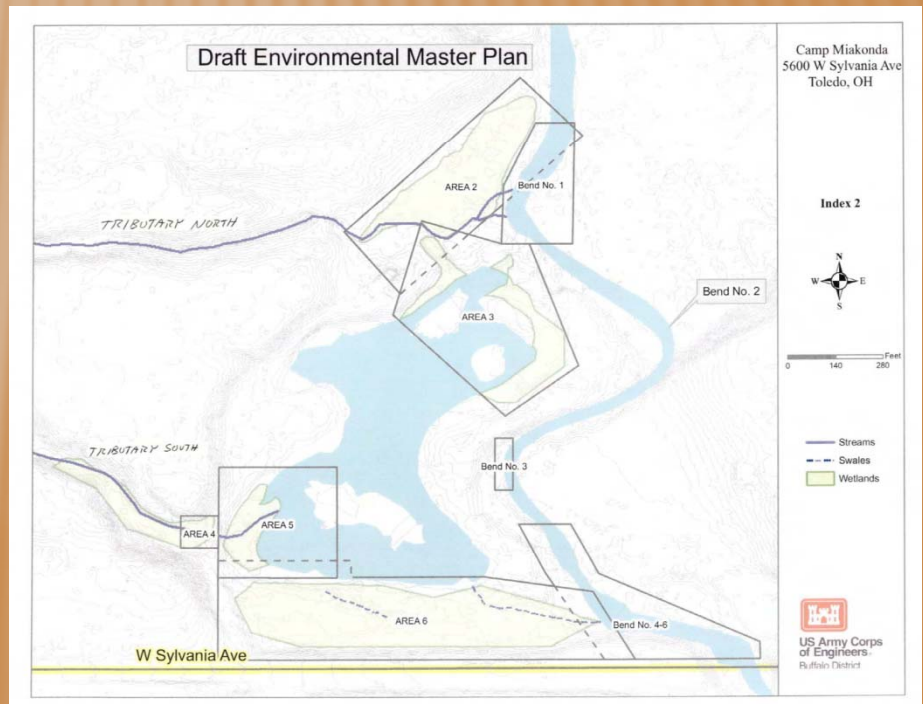 Draft Environmental Master Plan
Camp Miakonda
5600 W Sylvania Ave
Toledo, OH
Index 2
N
W
E
S
Feet
0
140
280
Streams
Swales
Wetlands
US Army Corps
of Engineers
Buffalo District
AREA 2
Bend No. 1
TRIBUTARY NORTH
Bend No. 2
AREA 3
TRIBUTARY SOUTH
Bend No. 3
AREA 4
AREA 5
AREA 6
Bend No. 4-6
W Sylvania Ave